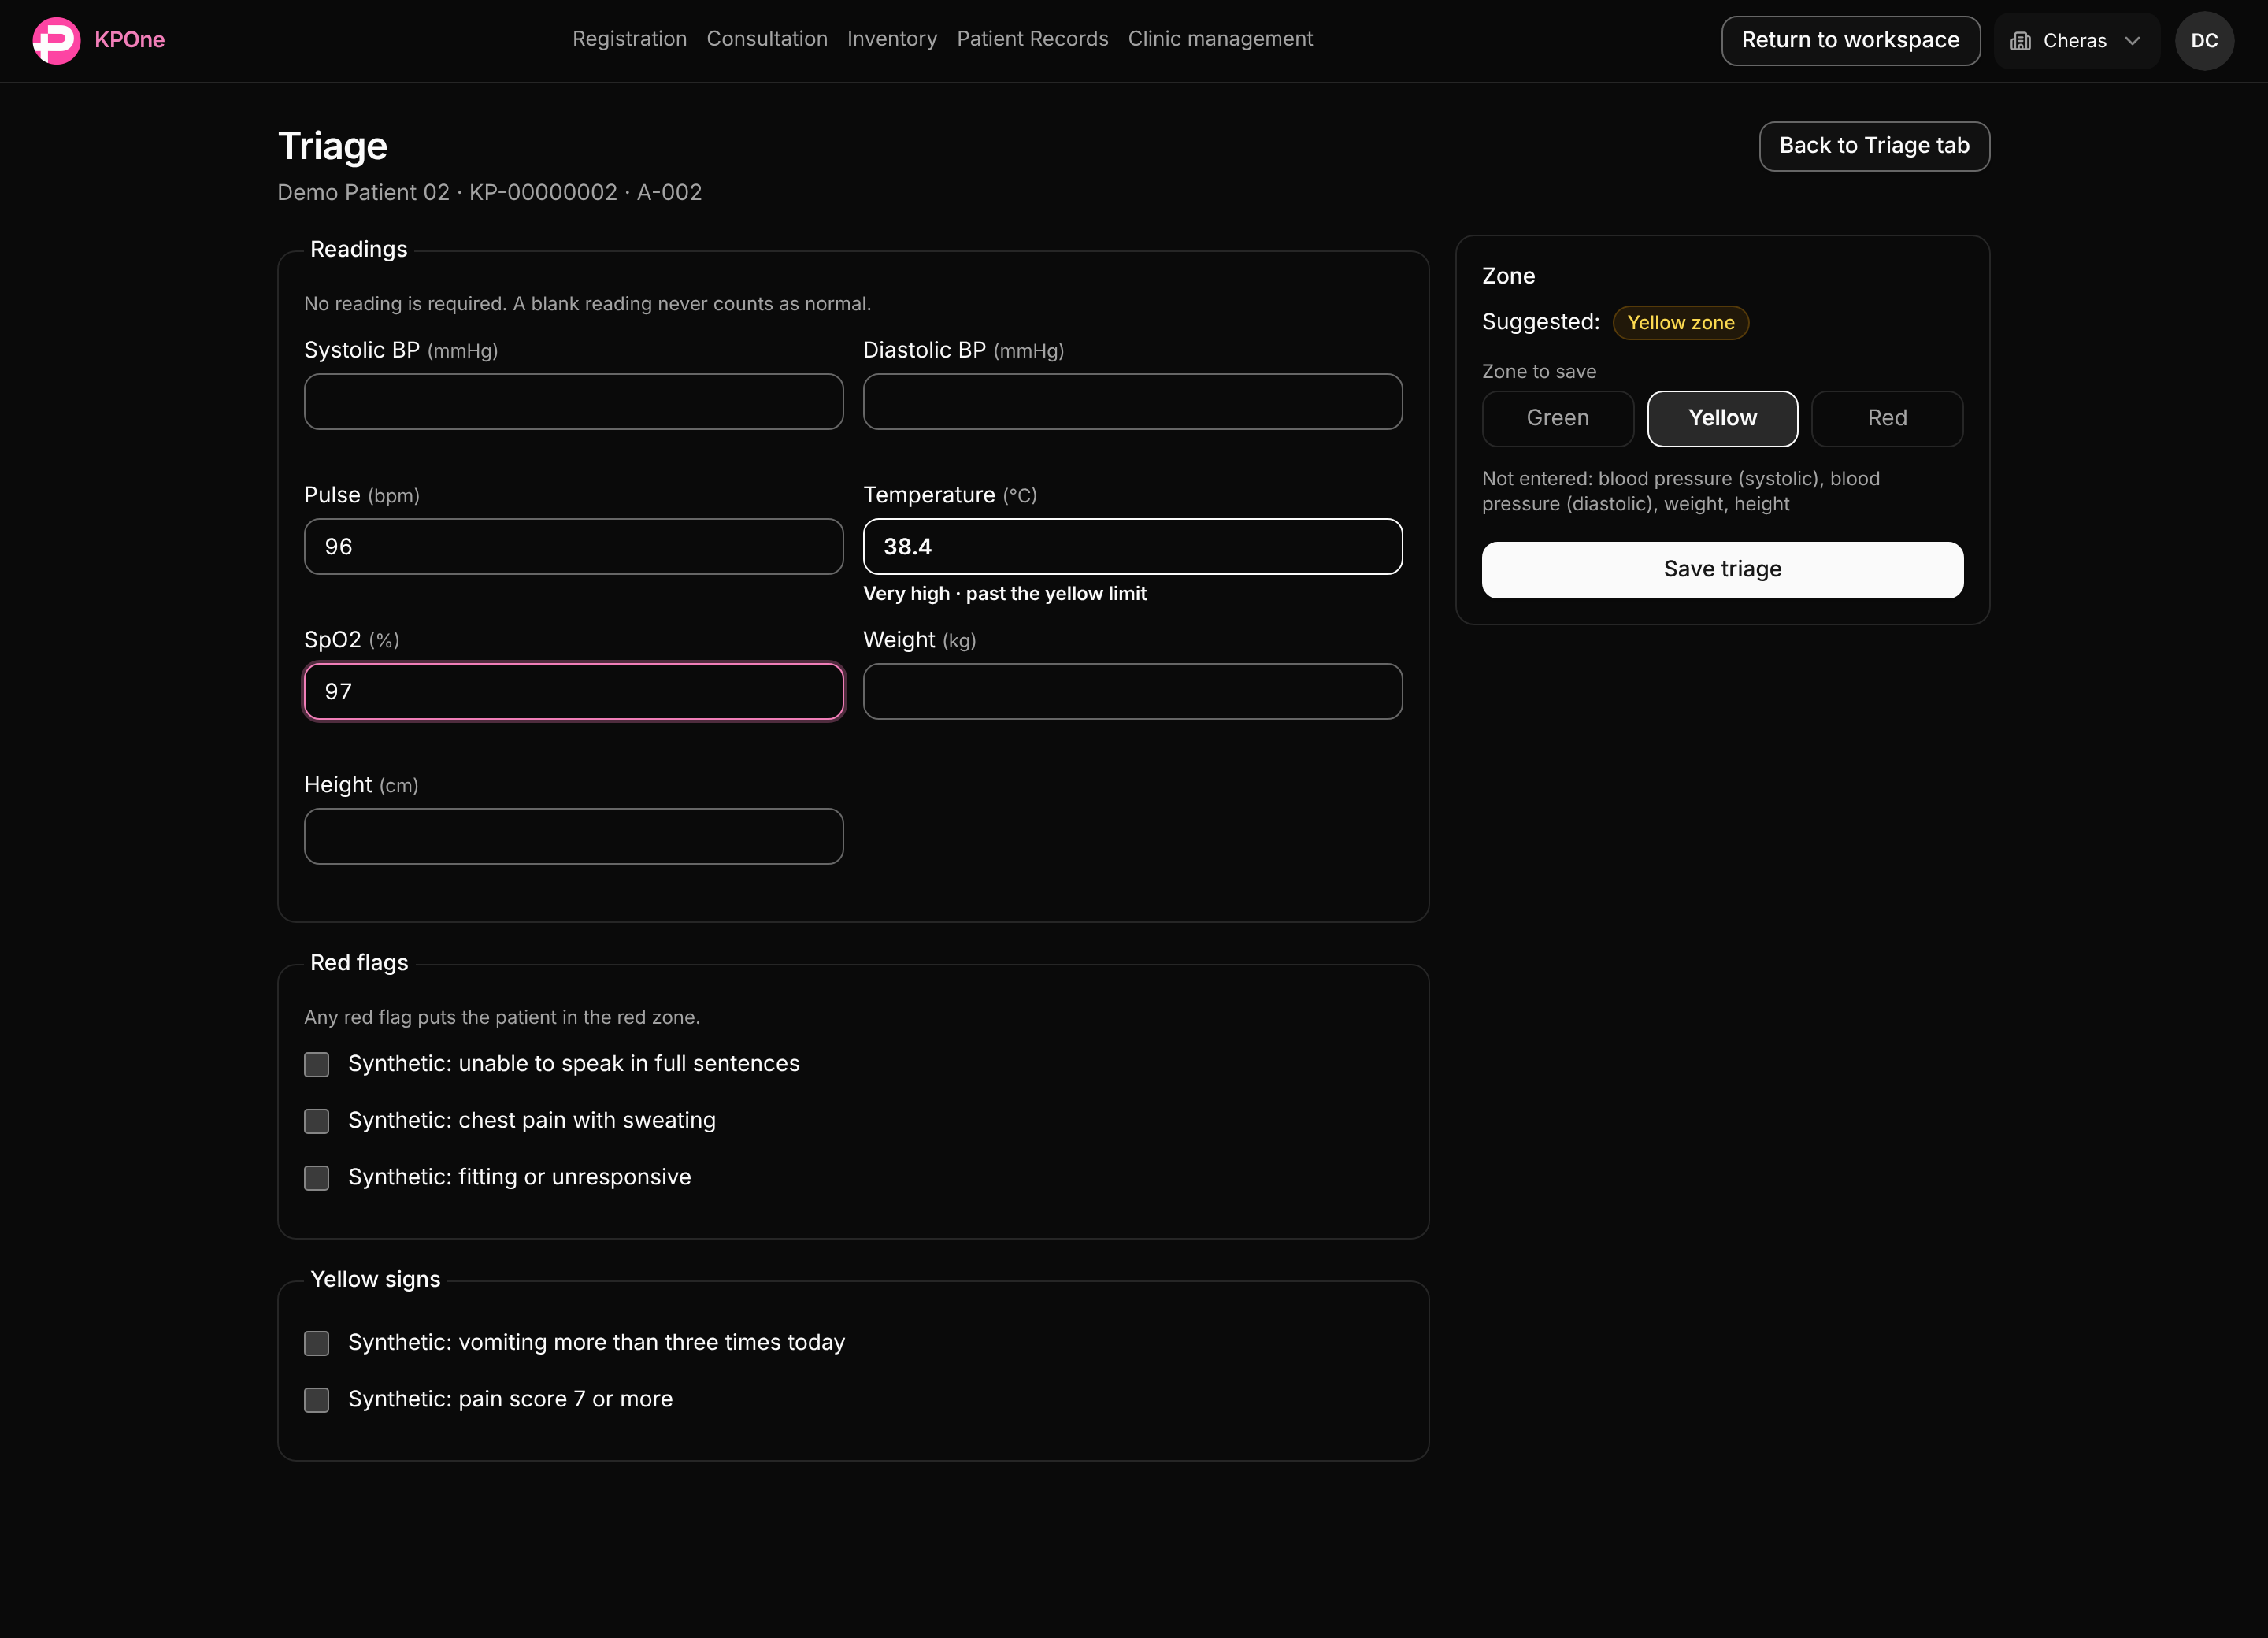 KPOne
Registration Consultation Inventory Patient Records Clinic management
Return to workspace
Cheras
DC
Triage
Back to Triage tab
Demo Patient 02 · KP-00000002 · A-002
Readings
No reading is required. A blank reading never counts as normal.
Systolic BP (mmHg)
Diastolic BP (mmHg)
Pulse (bpm)
96
Temperature (°C)
38.4
Very high · past the yellow limit
SpO2 (%)
97
Weight (kg)
Height (cm)
Zone
Suggested: Yellow zone
Zone to save
Green
Yellow
Red
Not entered: blood pressure (systolic), blood
pressure (diastolic), weight, height
Save triage
Red flags
Any red flag puts the patient in the red zone.
Synthetic: unable to speak in full sentences
Synthetic: chest pain with sweating
Synthetic: fitting or unresponsive
Yellow signs
Synthetic: vomiting more than three times today
Synthetic: pain score 7 or more